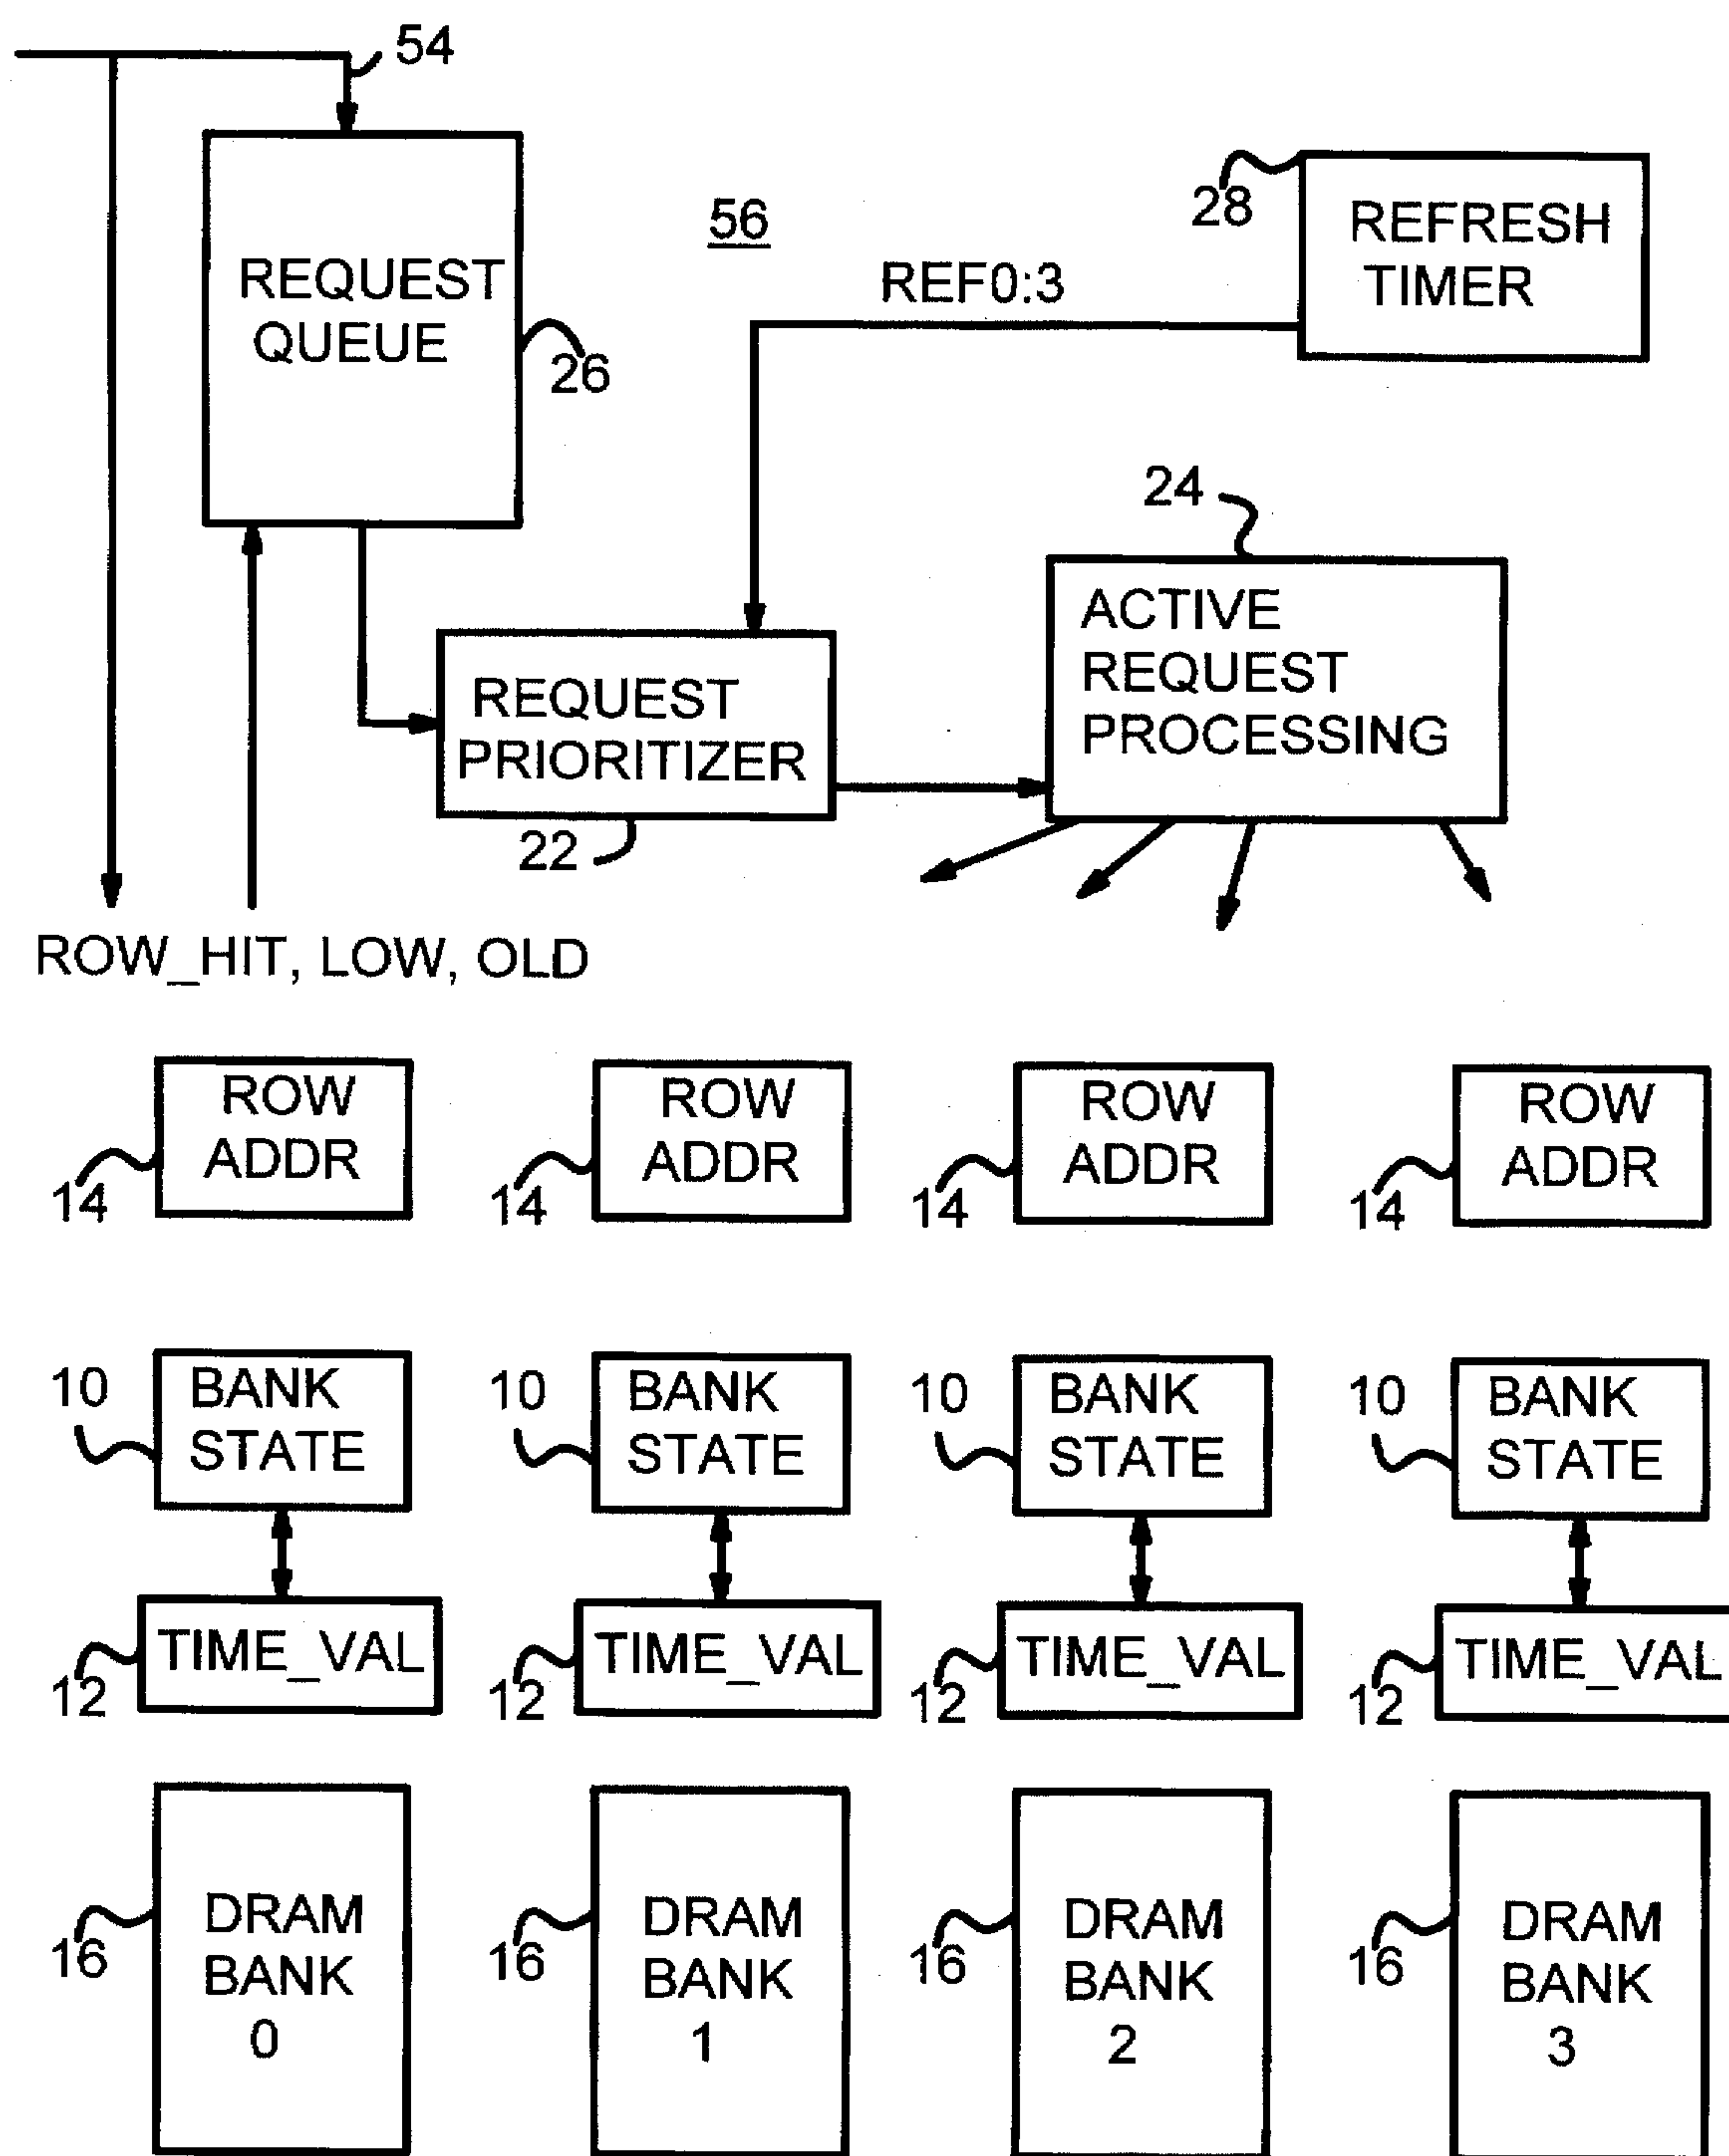 54
REQUEST
QUEUE
26
56
28
REFRESH
TIMER
REF0:3
24
ACTIVE
REQUEST
PROCESSING
REQUEST
PRIORITIZER
22
ROW_HIT, LOW, OLD
ROW
ADDR
14
ROW
ADDR
14
ROW
ADDR
14
ROW
ADDR
14
10
BANK
STATE
10
BANK
STATE
10
BANK
STATE
10
BANK
STATE
TIME_VAL
12
TIME_VAL
12
TIME_VAL
12
TIME_VAL
12
16
DRAM
BANK
0
16
DRAM
BANK
1
16
DRAM
BANK
2
16
DRAM
BANK
3